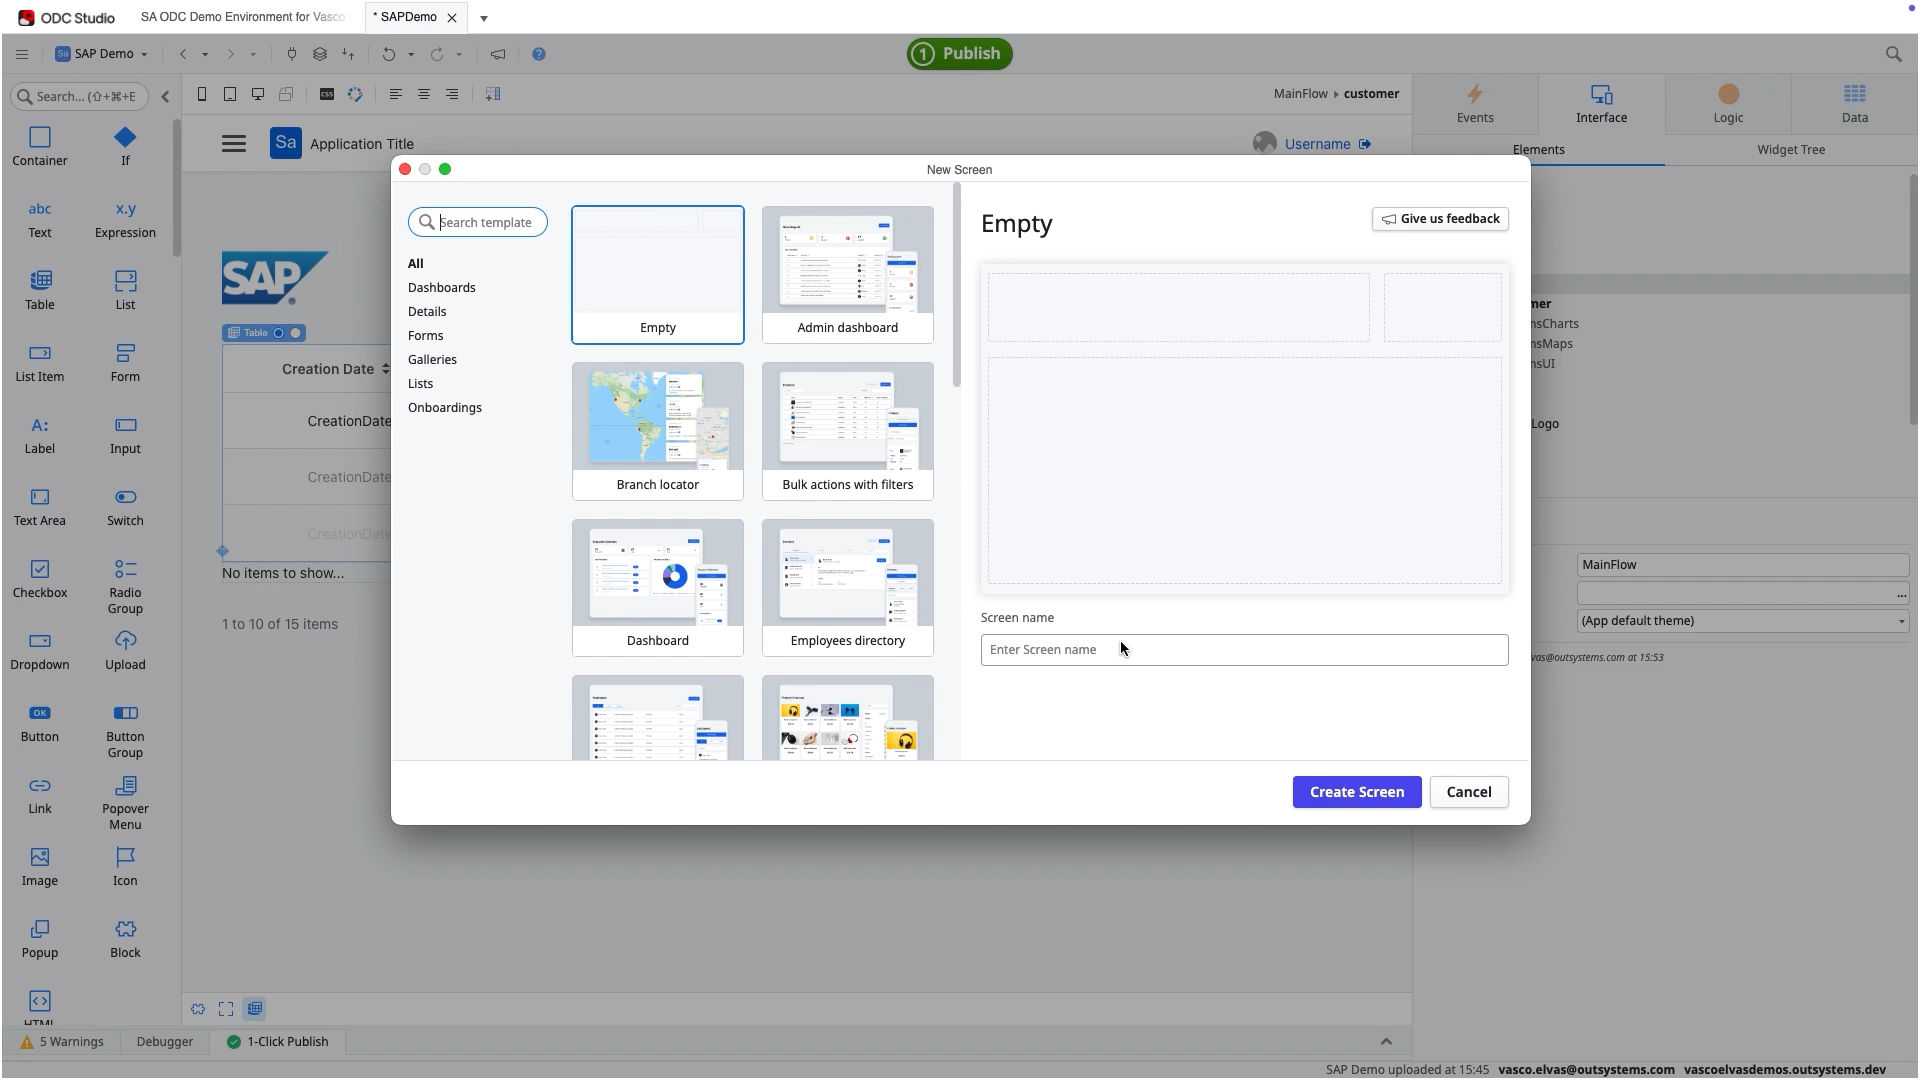 ODC Studio
SA ODC Demo Environment for Vasco
* SAPDemo
Sa SAP Demo
1 Publish
Search... (⇧+⌘+E
css
MainFlow
customer
Events
Interface
Logic
Data
Elements
Widget Tree
Container
If
abc
Text
x.y
Expression
Table
List
List Item
Form
A:
Label
Input
Text Area
Switch
Checkbox
Radio
Group
Dropdown
Upload
OK
Button
Button
Group
Link
Popover
Menu
Image
Icon
Popup
Block
HTML
Sa
Application Title
Username
SAP
Table
Creation Date
CreationDate
CreationDate
CreationDate
No items to show...
1 to 10 of 15 items
New Screen
Search template
All
Dashboards
Details
Forms
Galleries
Lists
Onboardings
Empty
Admin dashboard
Branch locator
Bulk actions with filters
Dashboard
Employees directory
Empty
Give us feedback
Screen name
Enter Screen name
Create Screen
Cancel
mer
nsCharts
nsMaps
nsUI
Logo
MainFlow
...
(App default theme)
vas@outsystems.com at 15:53
5 Warnings
Debugger
1-Click Publish
SAP Demo uploaded at 15:45
vasco.elvas@outsystems.com
vascoelvasdemos.outsystems.dev